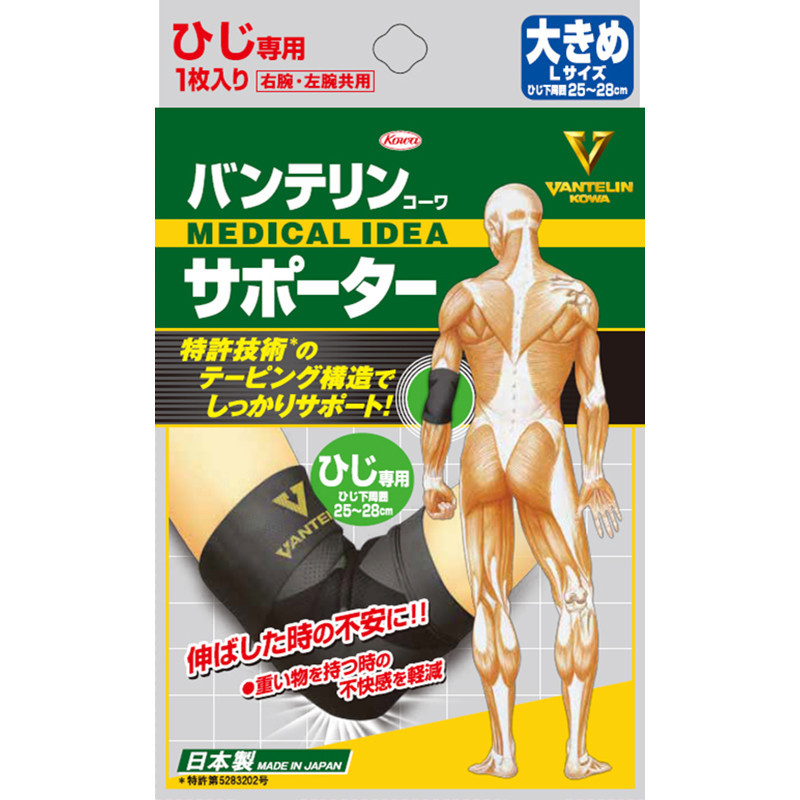 ひじ専用
1枚入り 右腕・左腕共用
大きめ
Lサイズ
ひじ下周囲25～28cm
Kowa
バンテリンコーワ
VANTELIN
KOWA
MEDICAL IDEA
サポーター
特許技術*の
テーピング構造で
しっかりサポート!
ひじ専用
ひじ下周囲
25～28cm
VANTELIN
伸ばした時の不安に!!
●重い物を持つ時の
不快感を軽減
日本製 MADE IN JAPAN
*特許第5283202号